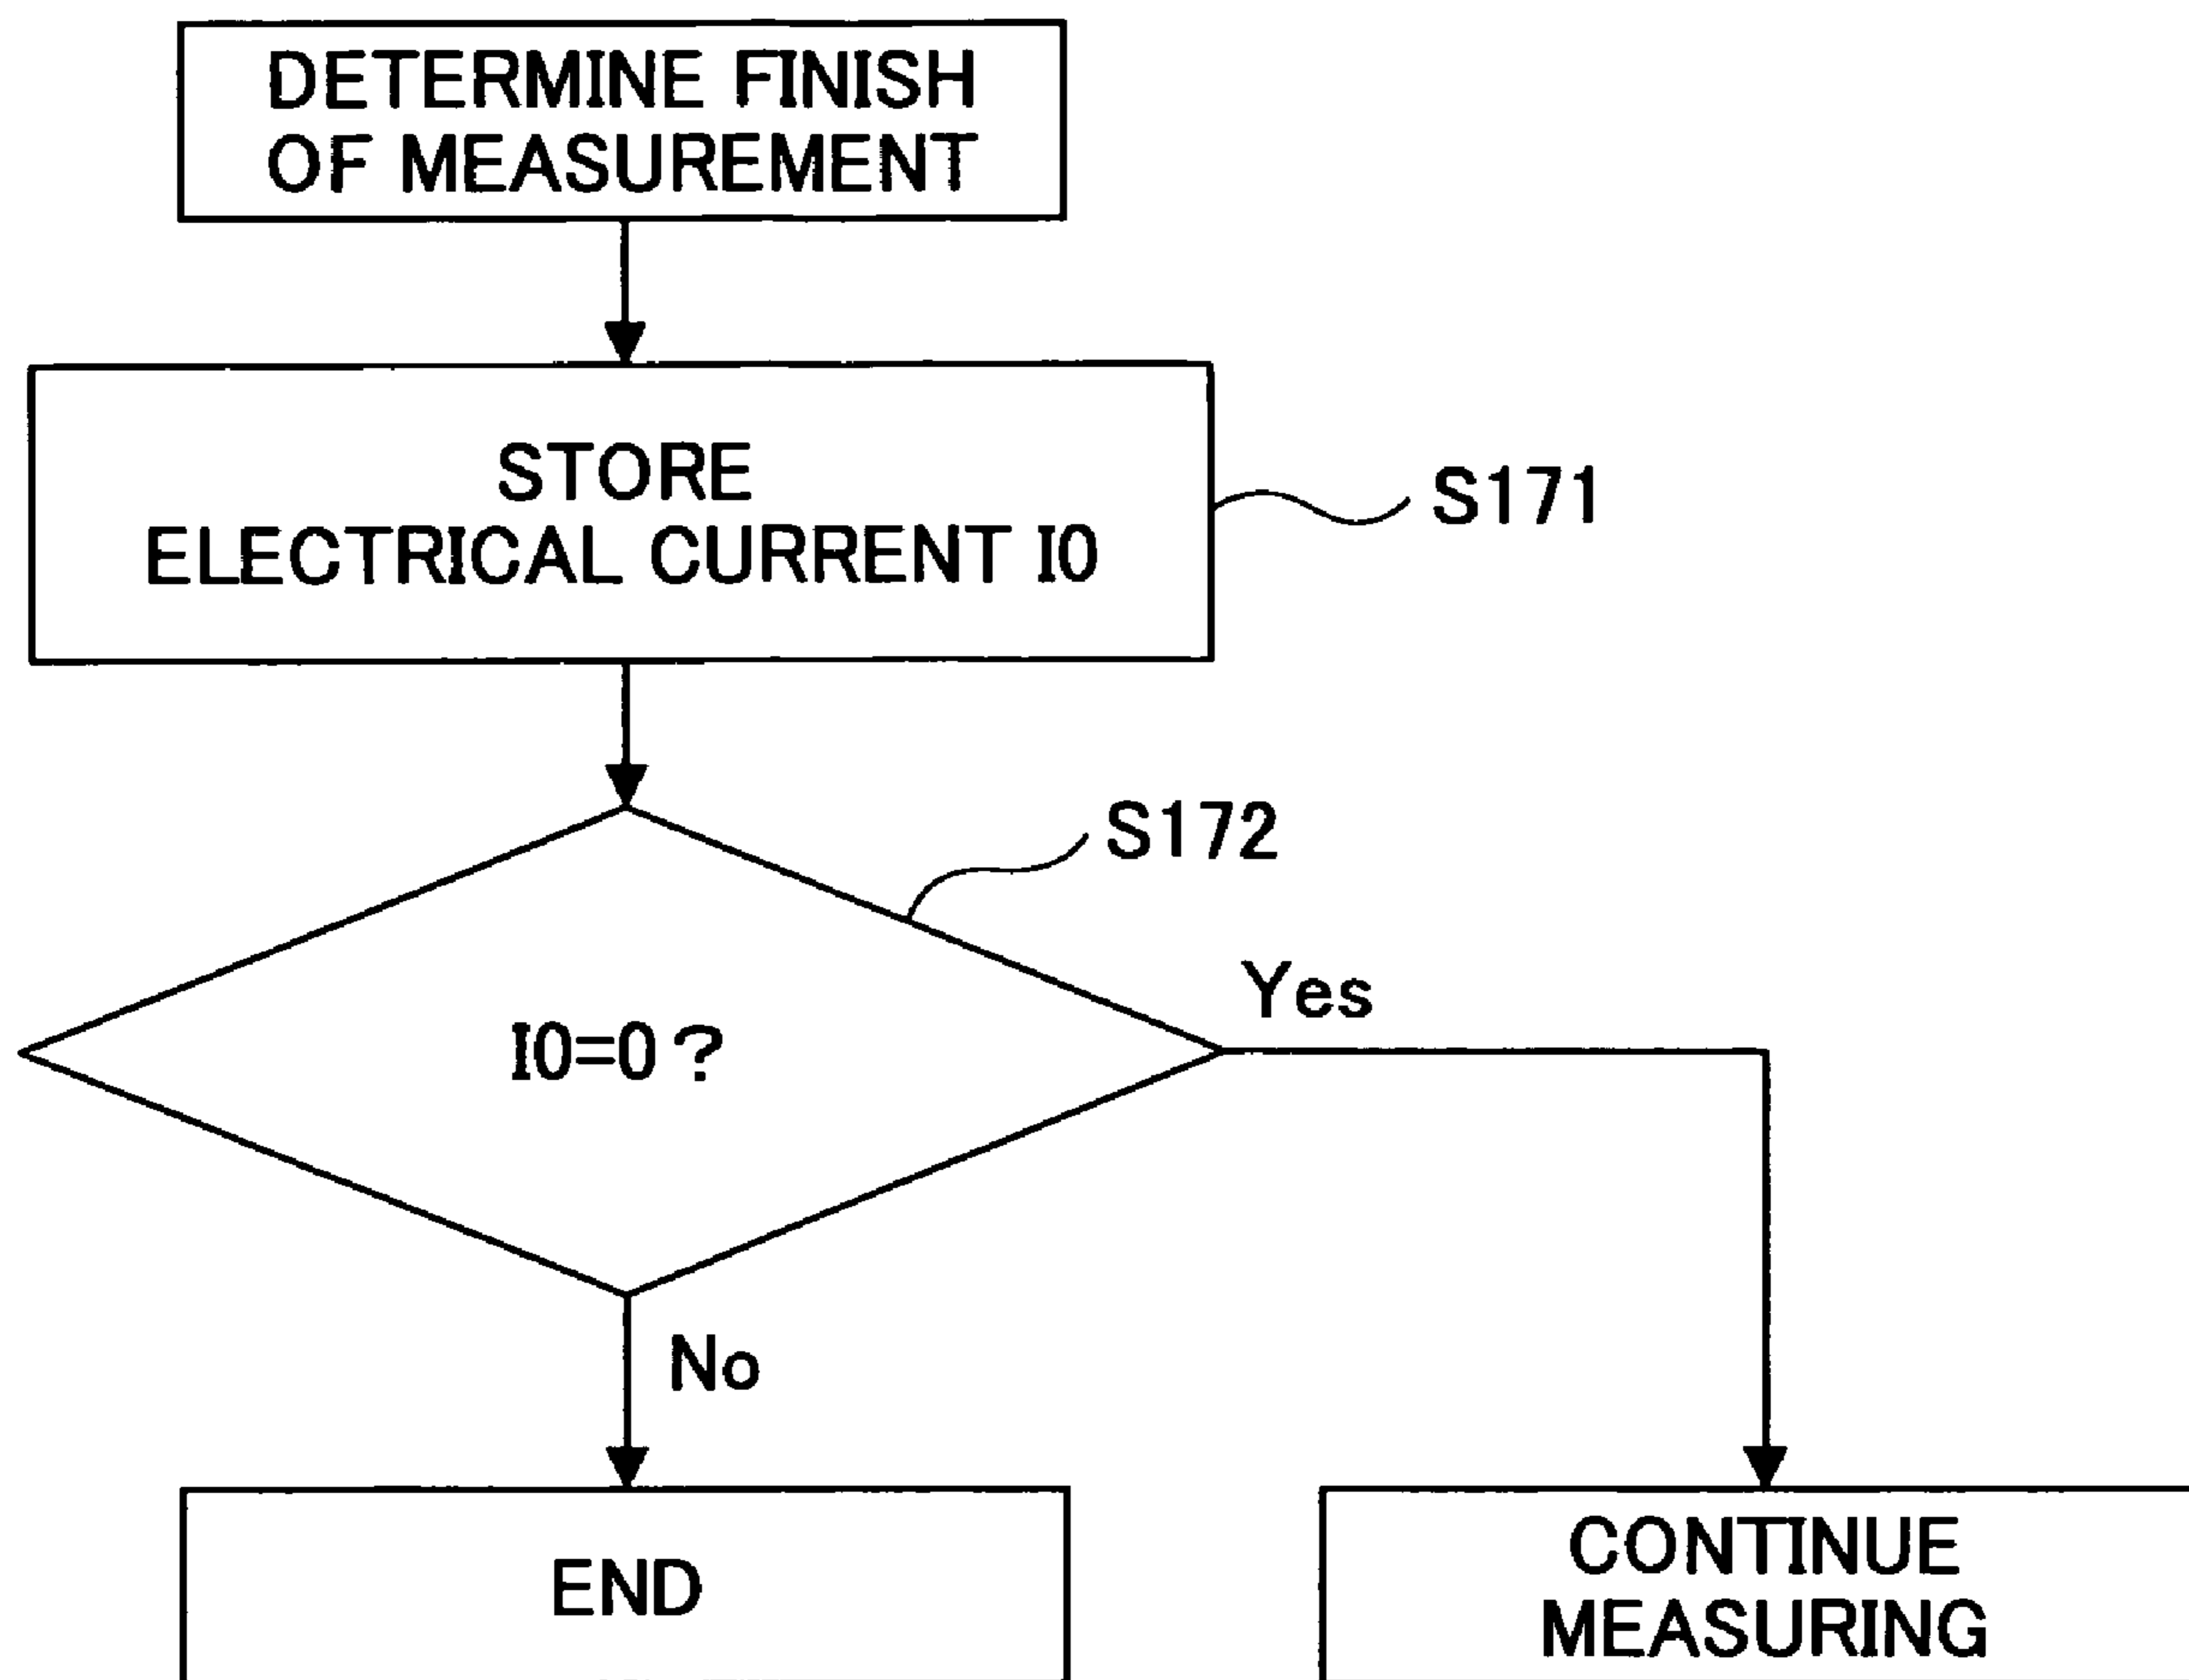 DETERMINE FINISH
OF MEASUREMENT
STORE
ELECTRICAL CURRENT I0
S171
S172
Yes
I0=0?
No
END
CONTINUE
MEASURING